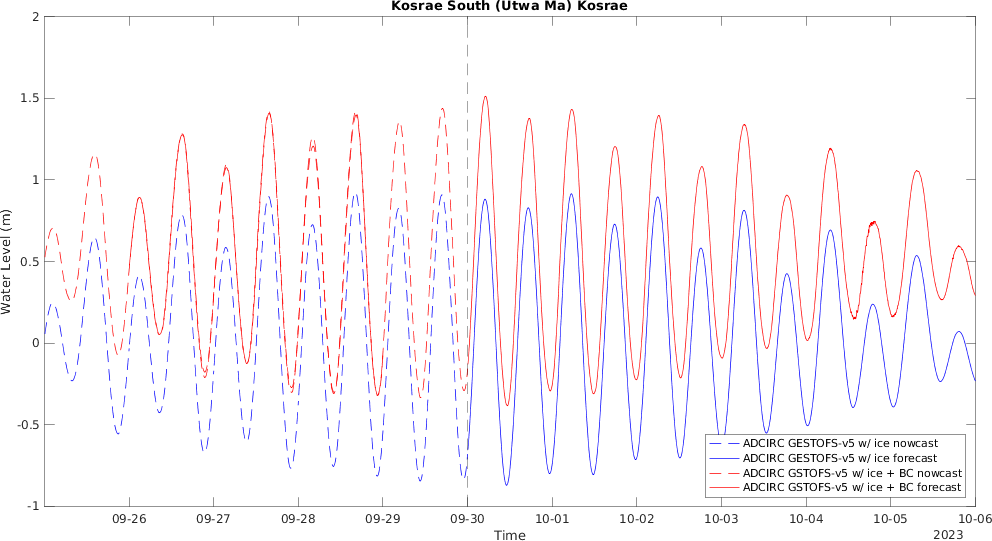 Kosrae South (Utwa Ma) Kosrae
2
1.5
1
0.5
0
-0.5
-1
Water Level (m)
ADCIRC GESTOFS-v5 w/ ice nowcast
ADCIRC GESTOFS-v5 w/ ice forecast
ADCIRC GSTOFS-v5 w/ ice + BC nowcast
ADCIRC GSTOFS-v5 w/ ice + BC forecast
09-26 09-27 09-28 09-29 09-30 10-01 10-02 10-03 10-04 10-05 10-06
Time
2023